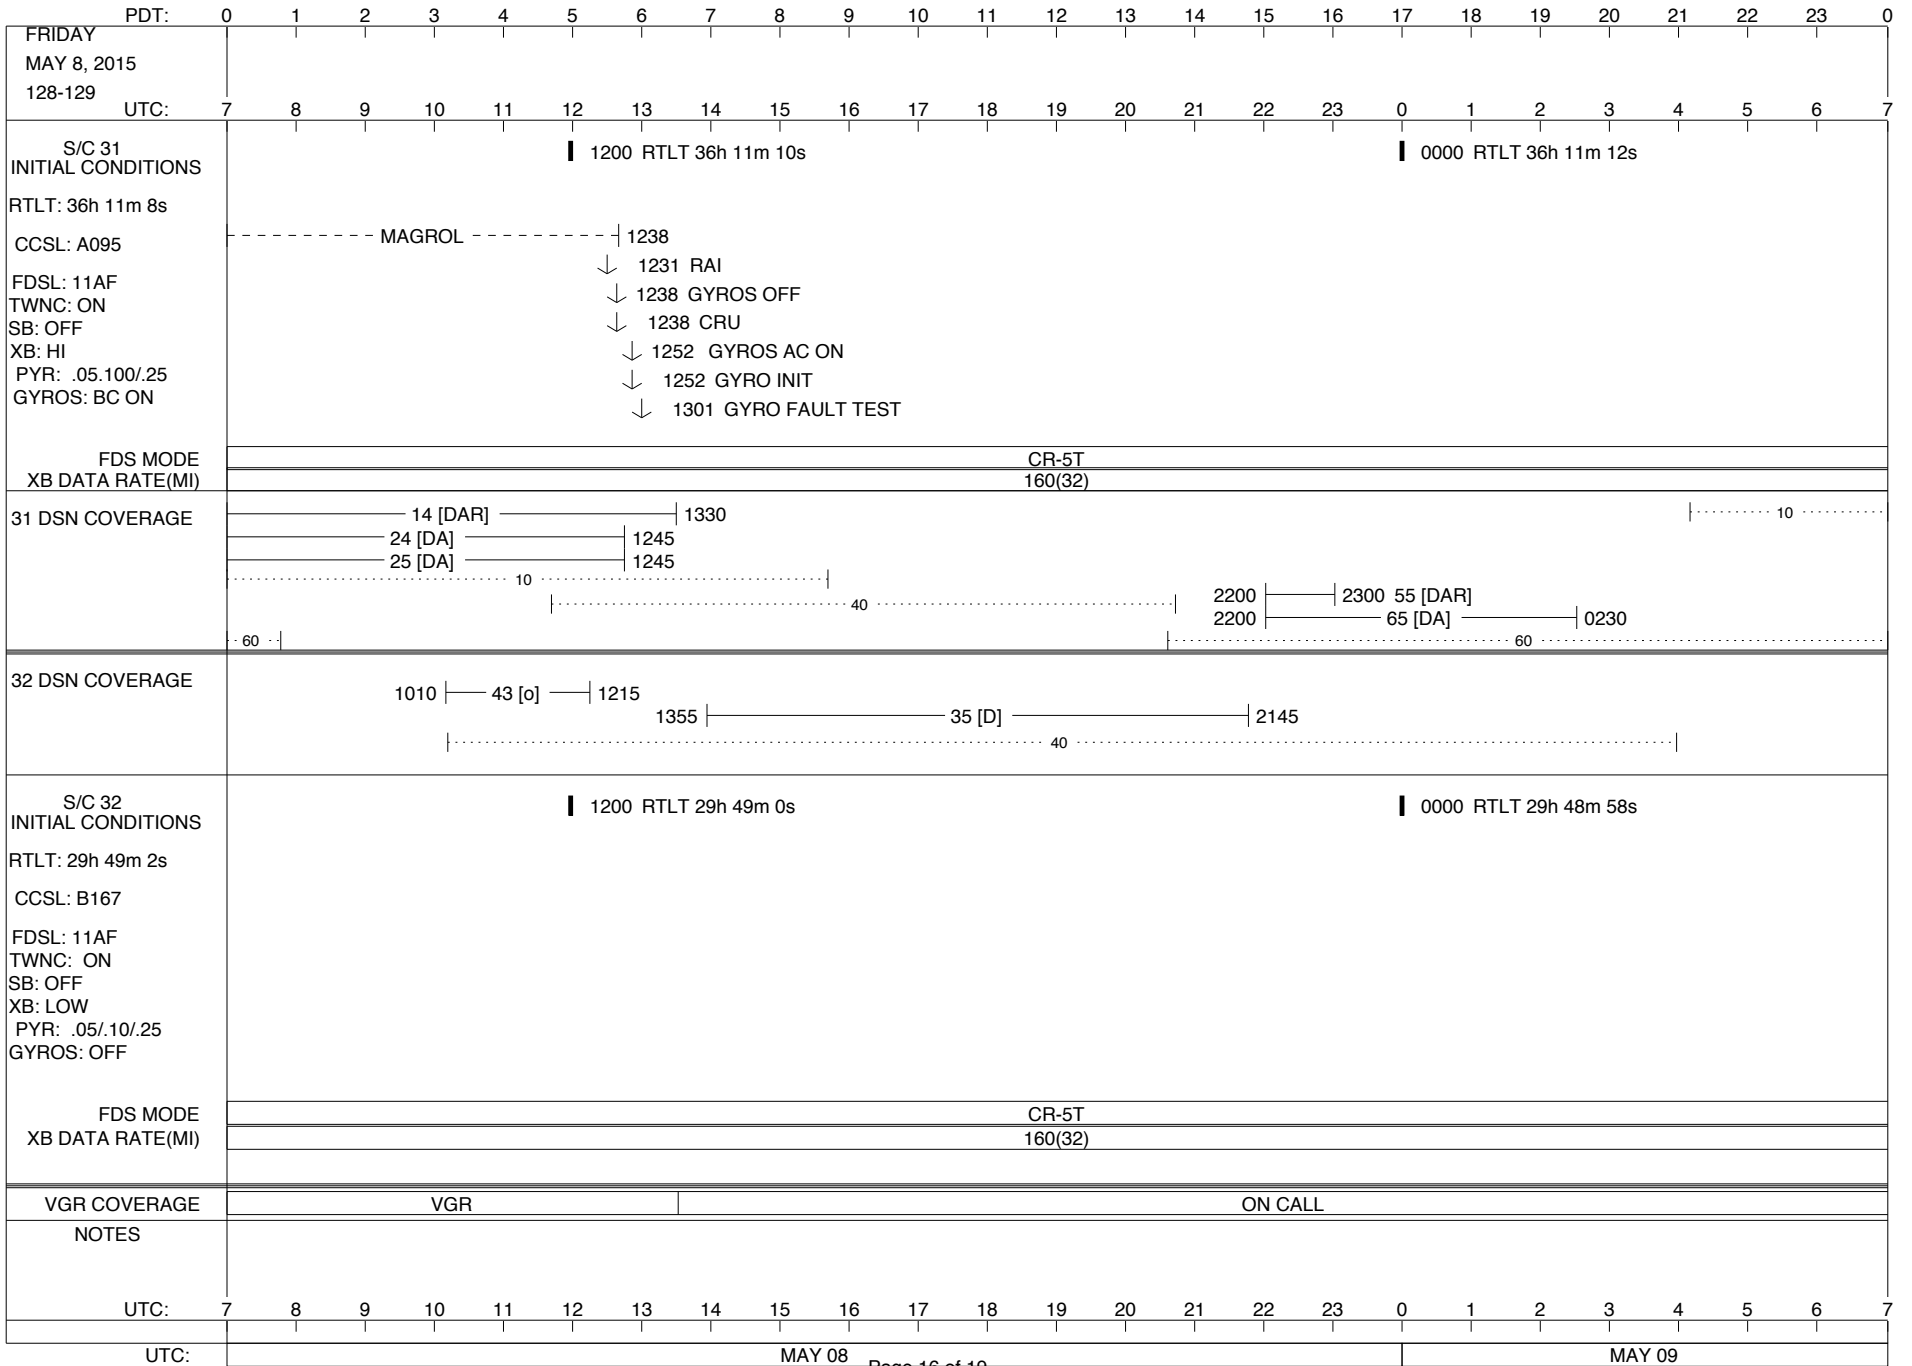 PDT: 0 1 2 3 4 5 6 7 8 9 10 11 12 13 14 15 16 17 18 19 20 21 22 23 0
FRIDAY
MAY 8, 2015
128-129
UTC: 7 8 9 10 11 12 13 14 15 16 17 18 19 20 21 22 23 0 1 2 3 4 5 6 7
S/C 31
INITIAL CONDITIONS
1200 RTLT 36h 11m 10s
0000 RTLT 36h 11m 12s
RTLT: 36h 11m 8s
CCSL: A095
FDSL: 11AF
TWNC: ON
SB: OFF
XB: HI
PYR: .05.100/.25
GYROS: BC ON
MAGROL 1238
1231 RAI
1238 GYROS OFF
1238 CRU
1252 GYROS AC ON
1252 GYRO INIT
1301 GYRO FAULT TEST
FDS MODE CR-5T
XB DATA RATE(MI) 160(32)
31 DSN COVERAGE
14 [DAR] 1330
10
24 [DA] 1245
25 [DA] 1245
10
2200 2300 55 [DAR]
40
2200 65 [DA] 0230
60 60
32 DSN COVERAGE
1010 43 [o] 1215
1355 35 [D] 2145
40
S/C 32
INITIAL CONDITIONS
1200 RTLT 29h 49m 0s
0000 RTLT 29h 48m 58s
RTLT: 29h 49m 2s
CCSL: B167
FDSL: 11AF
TWNC: ON
SB: OFF
XB: LOW
PYR: .05/.10/.25
GYROS: OFF
FDS MODE CR-5T
XB DATA RATE(MI) 160(32)
VGR COVERAGE VGR ON CALL
NOTES
UTC: 7 8 9 10 11 12 13 14 15 16 17 18 19 20 21 22 23 0 1 2 3 4 5 6 7
UTC: MAY 08 MAY 09
Page 16 of 19